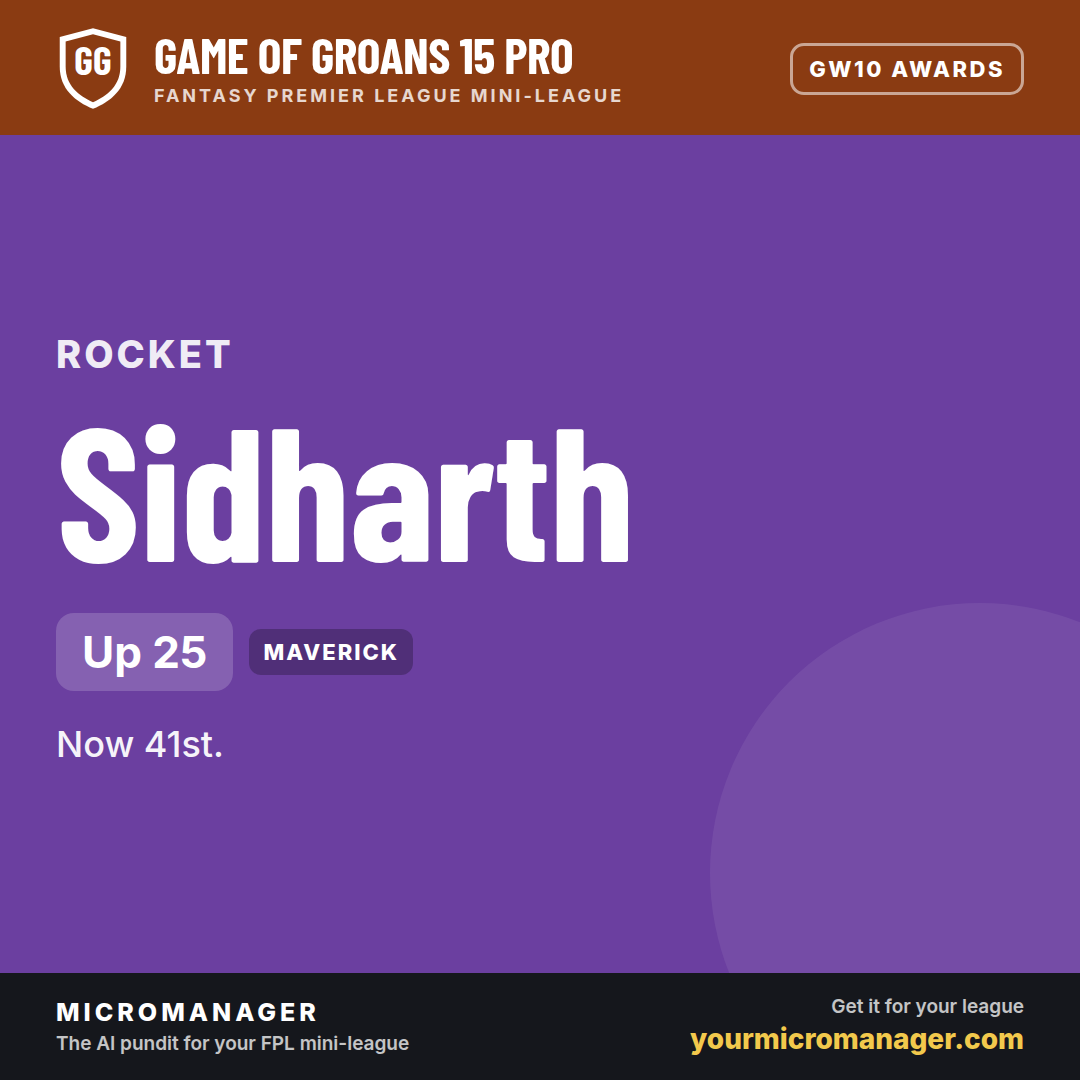 GG
GAME OF GROANS 15 PRO
FANTASY PREMIER LEAGUE MINI-LEAGUE
GW10 AWARDS
ROCKET
Sidharth
Up 25
MAVERICK
Now 41st.
MICROMANAGER
The AI pundit for your FPL mini-league
Get it for your league
yourmicromanager.com